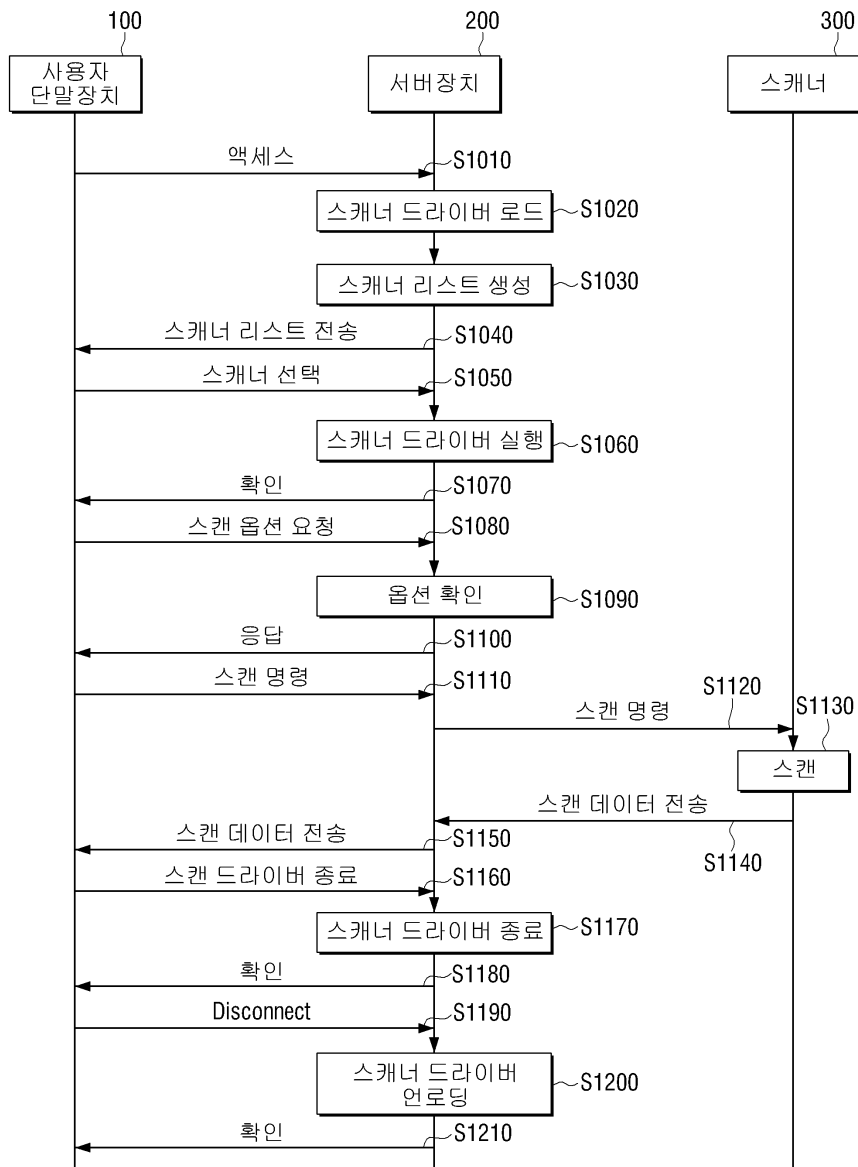 100
200
300
사용자
단말장치
서버장치
스캐너
액세스
S1010
스캐너 드라이버 로드
S1020
스캐너 리스트 생성
S1030
스캐너 리스트 전송
S1040
스캐너 선택
S1050
스캐너 드라이버 실행
S1060
확인
S1070
스캔 옵션 요청
S1080
옵션 확인
S1090
응답
S1100
스캔 명령
S1110
스캔 명령
S1120
S1130
스캔
스캔 데이터 전송
S1140
스캔 데이터 전송
S1150
스캔 드라이버 종료
S1160
스캐너 드라이버 종료
S1170
확인
S1180
Disconnect
S1190
스캐너 드라이버
언로딩
S1200
확인
S1210